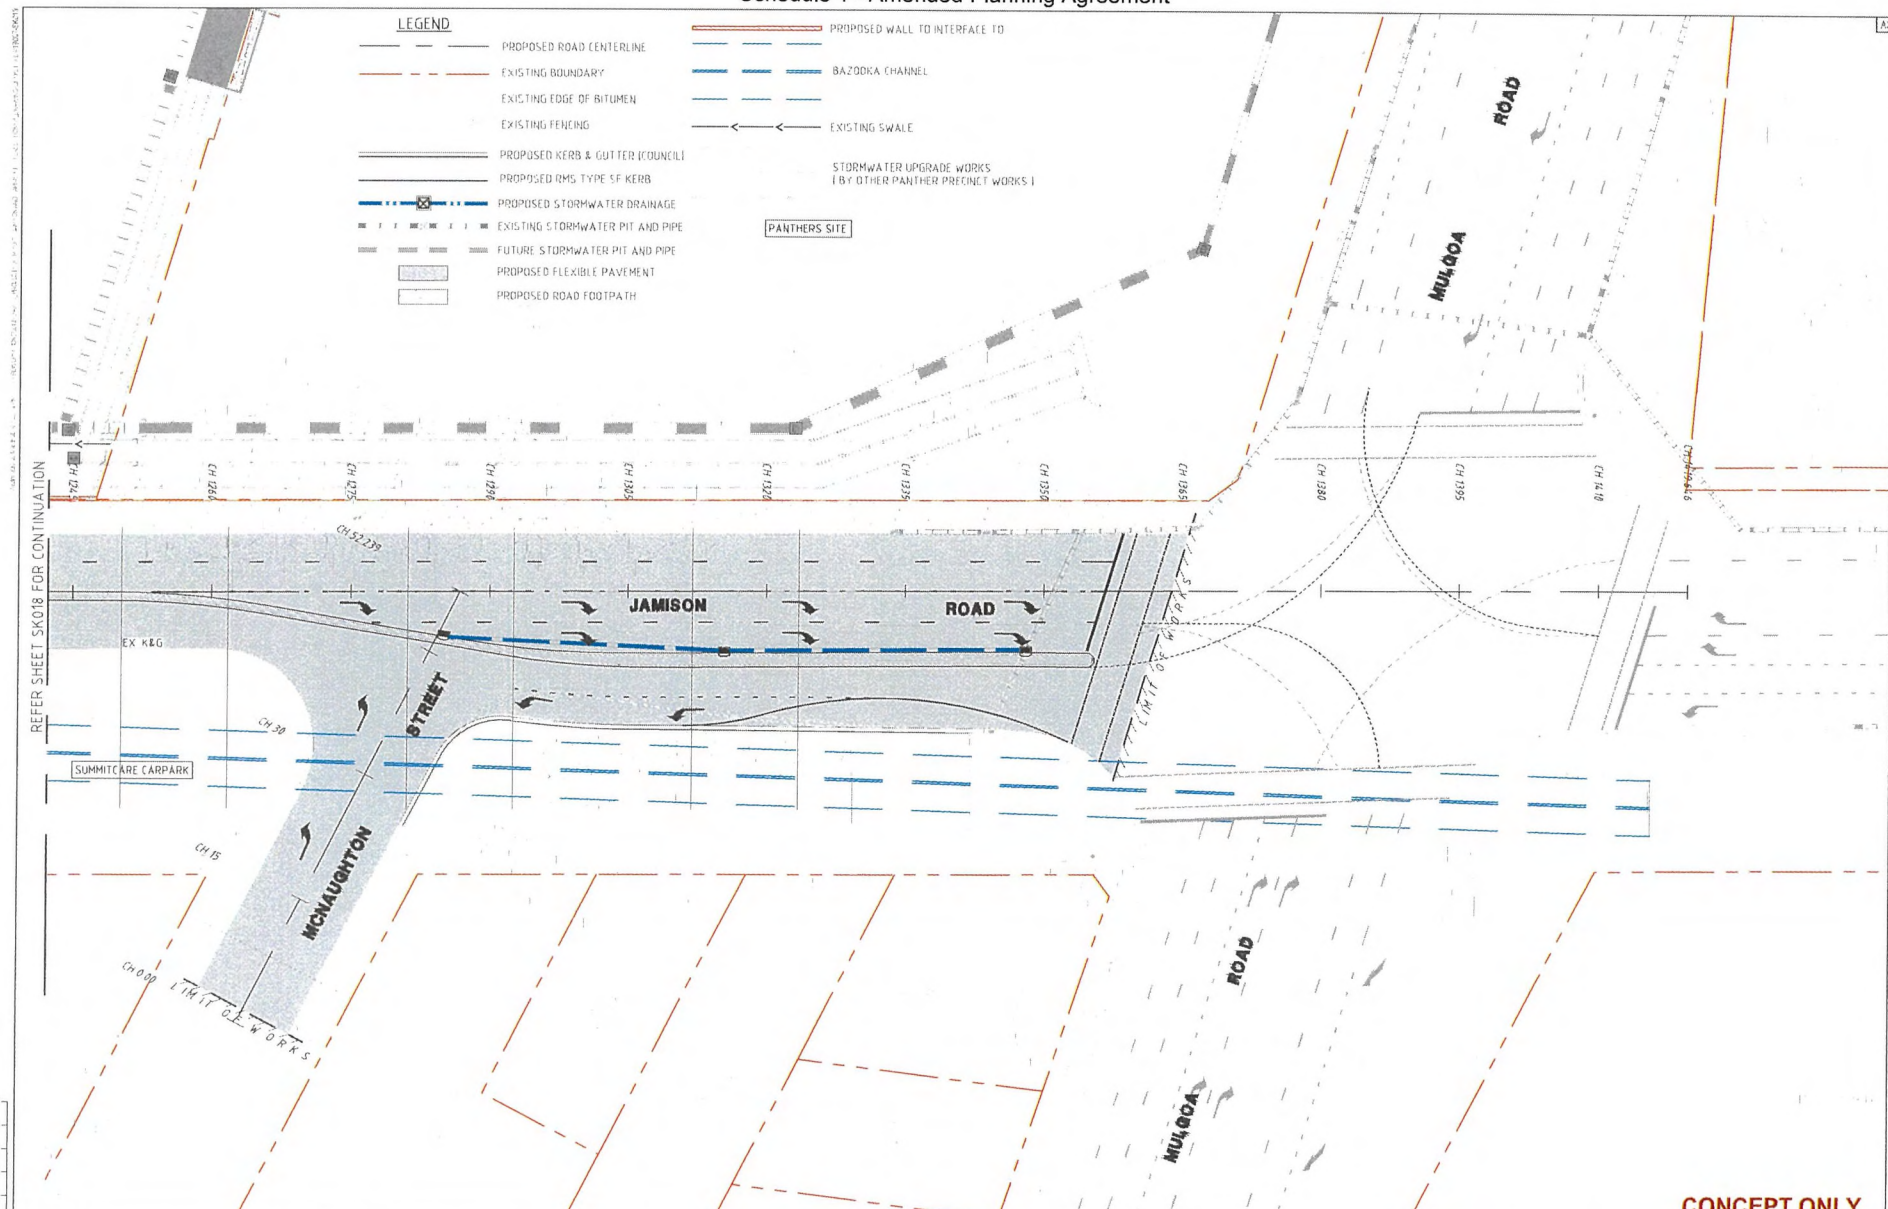 Schedule 1 - Amended Planning Agreement
LEGEND
PROPOSED ROAD CENTERLINE
EXISTING BOUNDARY
EXISTING EDGE OF BITUMEN
EXISTING FENCING
PROPOSED KERB & GUTTER (COUNCIL)
PROPOSED RMS TYPE SF KERB
PROPOSED STORMWATER DRAINAGE
EXISTING STORMWATER PIT AND PIPE
FUTURE STORMWATER PIT AND PIPE
PROPOSED FLEXIBLE PAVEMENT
PROPOSED ROAD FOOTPATH
PROPOSED WALL TO INTERFACE TO
BAZOOKA CHANNEL
EXISTING SWALE
STORMWATER UPGRADE WORKS
( BY OTHER PANTHER PRECINCT WORKS )
PANTHERS SITE
MULGOA ROAD
REFER SHEET SK018 FOR CONTINUATION
CH 1245
CH 1260
CH 1275
CH 1290
CH 1305
CH 1320
CH 1335
CH 1350
CH 1365
CH 1380
CH 1395
CH 1410
CH 52.239
JAMISON ROAD
EX K&G
LIMIT OF WORKS
CH 30
SUMMITCARE CARPARK
CH 15
MCNAUGHTON STREET
CH 0.00
LIMIT OF WORKS
MULGOA ROAD
CONCEPT ONLY